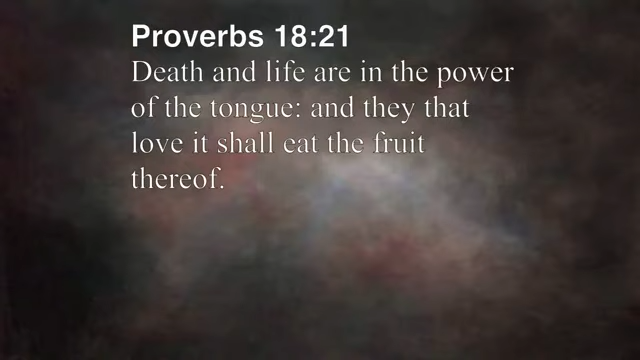 Proverbs 18:21
Death and life are in the power
of the tongue: and they that
love it shall eat the fruit
thereof.